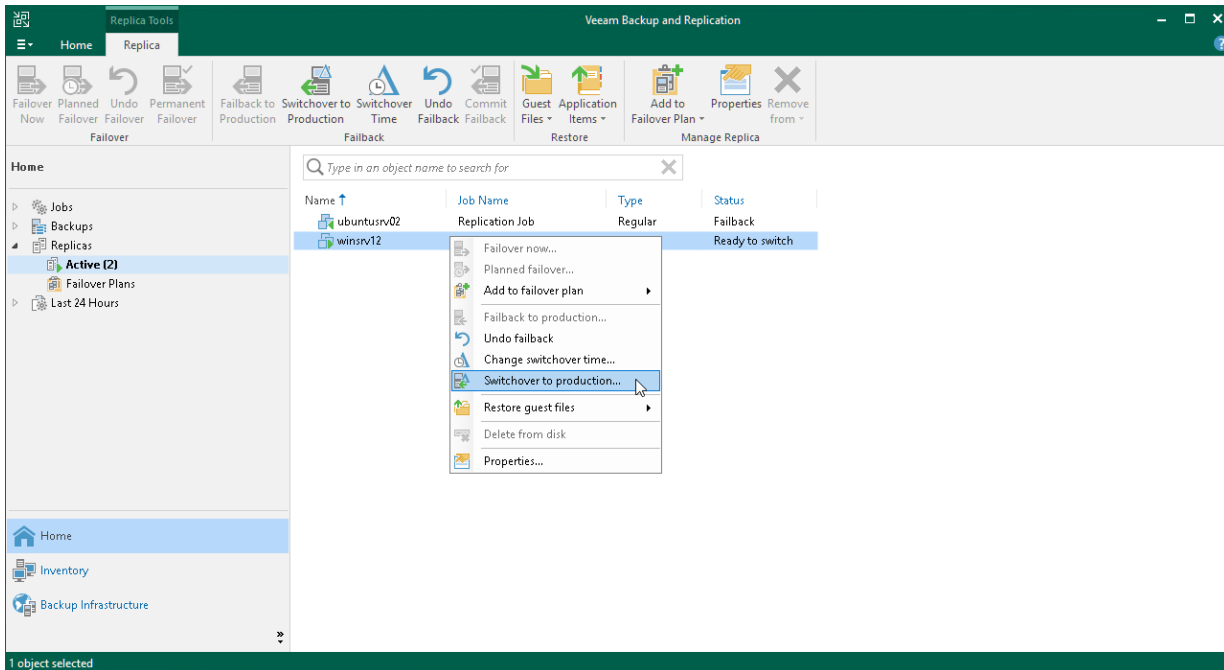 Replica Tools
Veeam Backup and Replication
Home Replica
Failover Now
Planned Failover
Undo Failover
Permanent Failover
Failback to Production
Switchover to Production
Switchover Time
Undo Failback
Commit Failback
Guest Files
Application Items
Add to Failover Plan
Properties
Remove from
Failover Failback Restore Manage Replica
Home
Type in an object name to search for
Jobs
Backups
Replicas
Active (2)
Failover Plans
Last 24 Hours
Name Job Name Type Status
ubuntusrv02 Replication Job Regular Failback
winsrv12 Ready to switch
Failover now...
Planned failover...
Add to failover plan
Failback to production...
Undo failback
Change switchover time...
Switchover to production...
Restore guest files
Delete from disk
Properties...
Home
Inventory
Backup Infrastructure
1 object selected